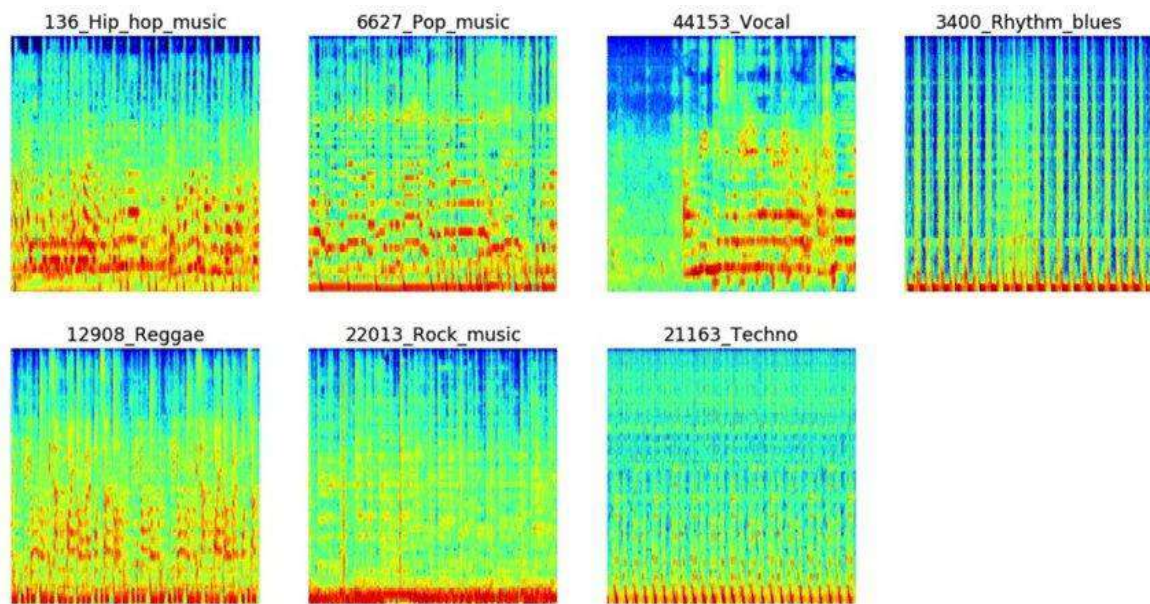 136_Hip_hop_music
6627_Pop_music
44153_Vocal
3400_Rhythm_blues
12908_Reggae
22013_Rock_music
21163_Techno